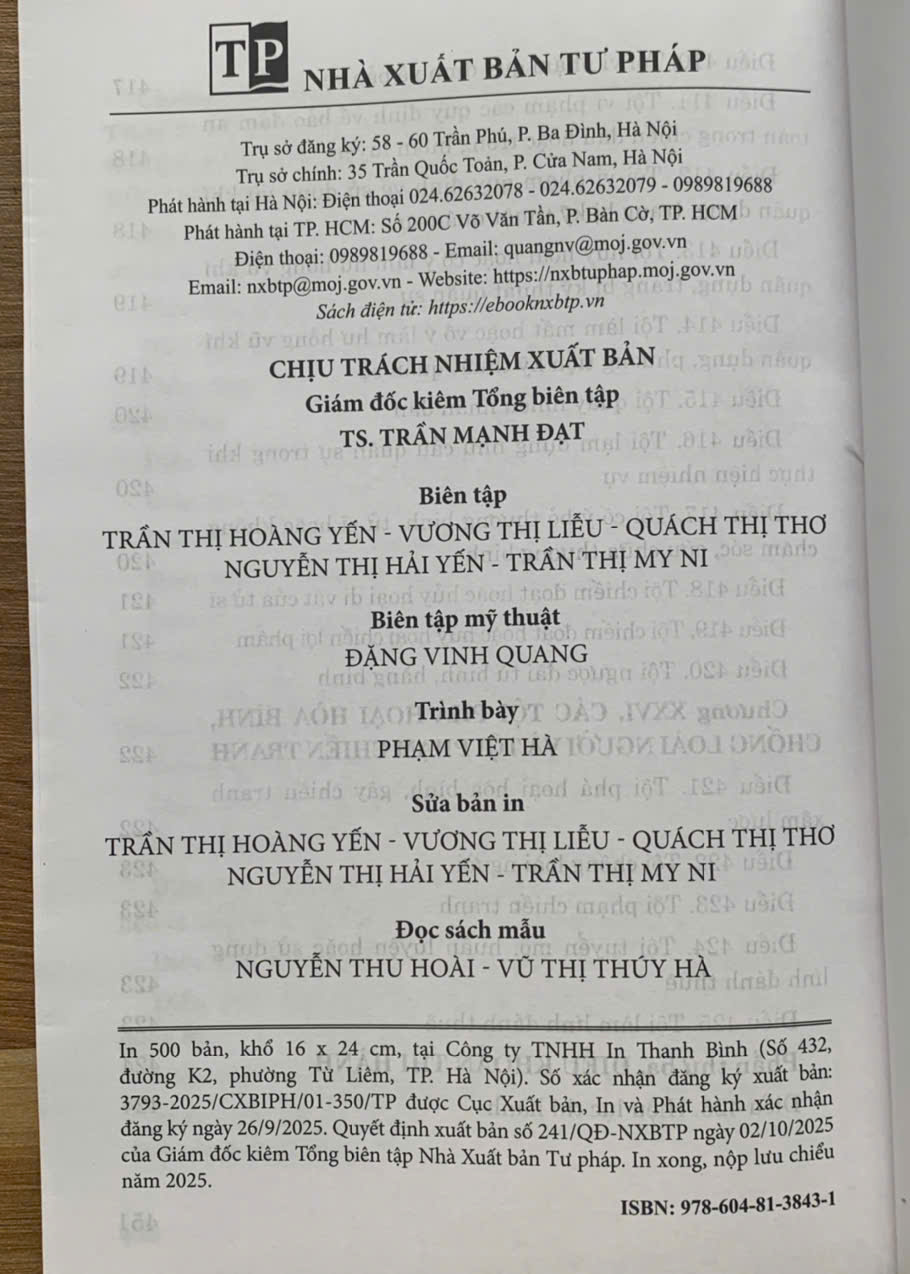 TP NHÀ XUẤT BẢN TƯ PHÁP
Trụ sở đăng ký: 58 - 60 Trần Phú, P. Ba Đình, Hà Nội
Trụ sở chính: 35 Trần Quốc Toản, P. Cửa Nam, Hà Nội
Phát hành tại Hà Nội: Điện thoại 024.62632078 - 024.62632079 - 0989819688
Phát hành tại TP. HCM: Số 200C Võ Văn Tần, P. Bàn Cờ, TP. HCM
Điện thoại: 0989819688 - Email: quangnv@moj.gov.vn
Email: nxbtp@moj.gov.vn - Website: https://nxbtuphap.moj.gov.vn
Sách điện tử: https://ebooknxbtp.vn
CHỊU TRÁCH NHIỆM XUẤT BẢN
Giám đốc kiêm Tổng biên tập
TS. TRẦN MẠNH ĐẠT
Biên tập
TRẦN THỊ HOÀNG YẾN - VƯƠNG THỊ LIỄU - QUÁCH THỊ THƠ
NGUYỄN THỊ HẢI YẾN - TRẦN THỊ MY NI
Biên tập mỹ thuật
ĐẶNG VINH QUANG
Trình bày
PHẠM VIỆT HÀ
Sửa bản in
TRẦN THỊ HOÀNG YẾN - VƯƠNG THỊ LIỄU - QUÁCH THỊ THƠ
NGUYỄN THỊ HẢI YẾN - TRẦN THỊ MY NI
Đọc sách mẫu
NGUYỄN THU HOÀI - VŨ THỊ THÚY HÀ
In 500 bản, khổ 16 x 24 cm, tại Công ty TNHH In Thanh Bình (Số 432,
đường K2, phường Từ Liêm, TP. Hà Nội). Số xác nhận đăng ký xuất bản:
3793-2025/CXBIPH/01-350/TP được Cục Xuất bản, In và Phát hành xác nhận
đăng ký ngày 26/9/2025. Quyết định xuất bản số 241/QĐ-NXBTP ngày 02/10/2025
của Giám đốc kiêm Tổng biên tập Nhà Xuất bản Tư pháp. In xong, nộp lưu chiểu
năm 2025.
ISBN: 978-604-81-3843-1